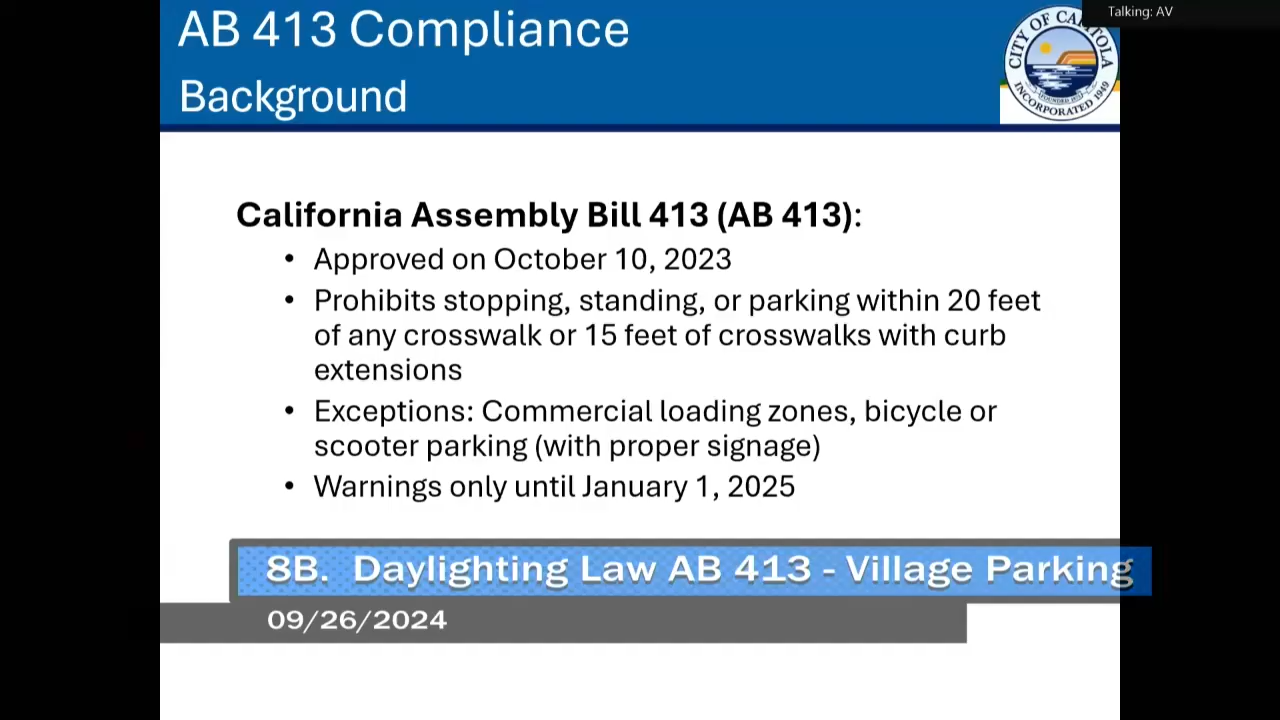 Talking: AV
AB 413 Compliance
Background
CITY OF CAPITOLA
INCORPORATED 1949
California Assembly Bill 413 (AB 413):
• Approved on October 10, 2023
• Prohibits stopping, standing, or parking within 20 feet
of any crosswalk or 15 feet of crosswalks with curb
extensions
• Exceptions: Commercial loading zones, bicycle or
scooter parking (with proper signage)
• Warnings only until January 1, 2025
8B. Daylighting Law AB 413 - Village Parking
09/26/2024